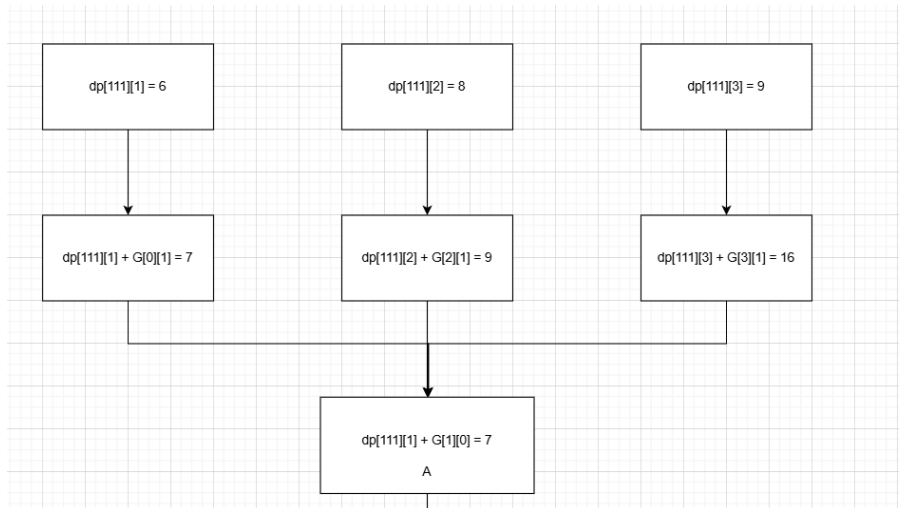 dp[111][1] = 6
dp[111][2] = 8
dp[111][3] = 9
dp[111][1] + G[0][1] = 7
dp[111][2] + G[2][1] = 9
dp[111][3] + G[3][1] = 16
dp[111][1] + G[1][0] = 7
A